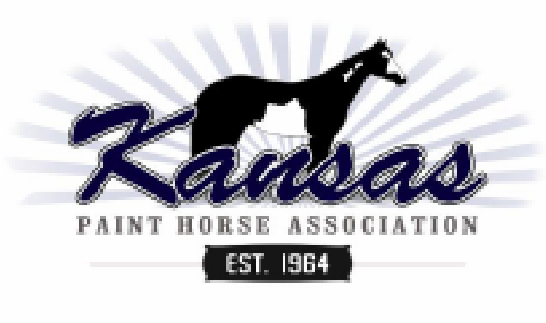 Kansas
PAINT HORSE ASSOCIATION
EST. 1964